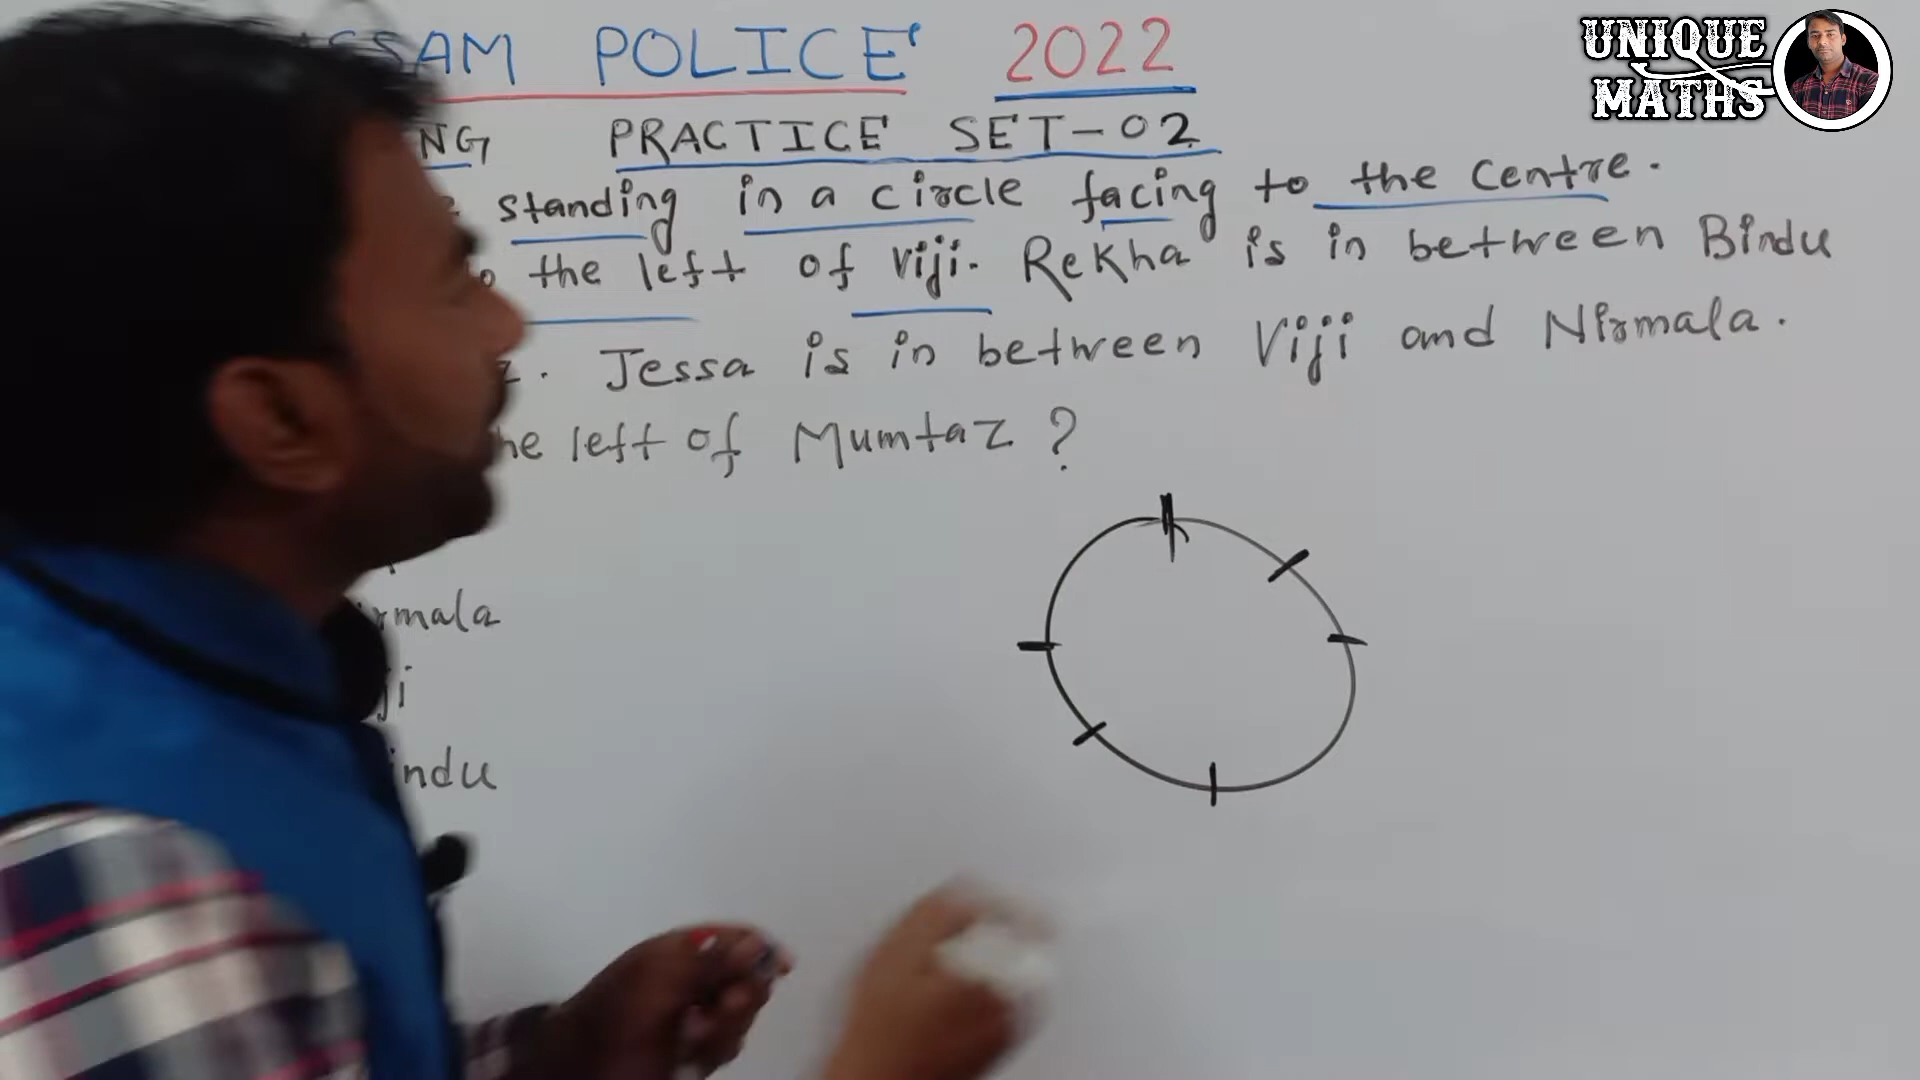 SSAM POLICE 2022
NG PRACTICE SET-02
standing in a circle facing to the Centre.
the left of Viji. Rekha is in between Bindu
z. Jessa is in between Viji and Nirmala.
he left of Mumtaz ?
rmala
ji
indu
UNIQUE
MATHS